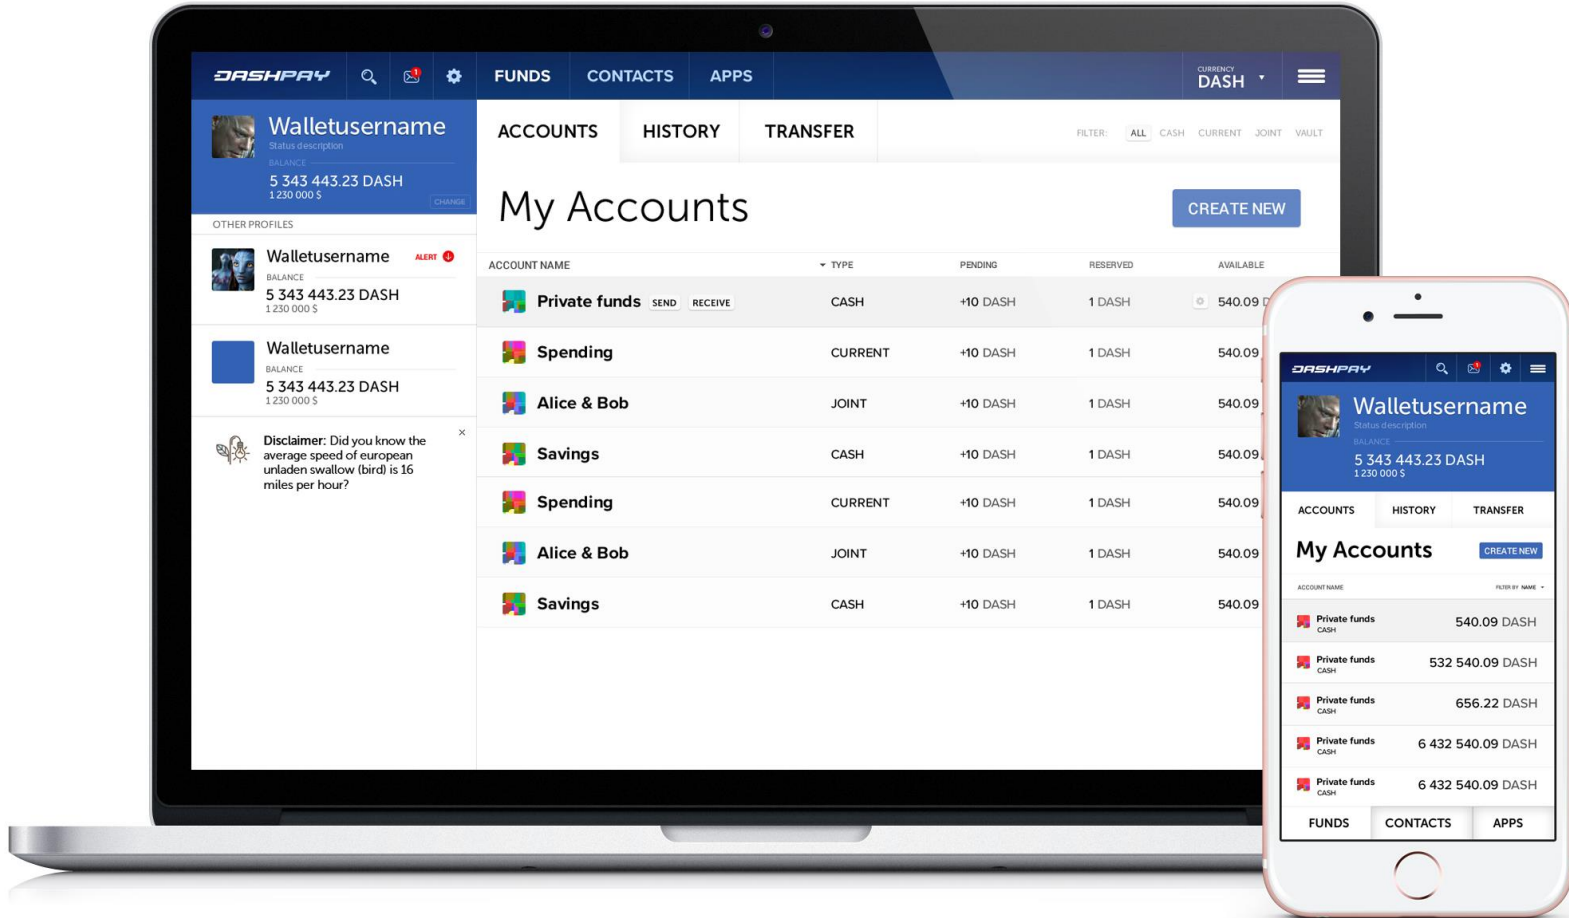 DASHPAY
1
FUNDS CONTACTS APPS
CURRENCY
DASH
Walletusername
Status description
BALANCE
5 343 443.23 DASH
1 230 000 $
CHANGE
OTHER PROFILES
Walletusername ALERT
BALANCE
5 343 443.23 DASH
1 230 000 $
Walletusername
BALANCE
5 343 443.23 DASH
1 230 000 $
Disclaimer: Did you know the
average speed of european
unladen swallow (bird) is 16
miles per hour?
ACCOUNTS HISTORY TRANSFER
FILTER: ALL CASH CURRENT JOINT VAULT
My Accounts
CREATE NEW
ACCOUNT NAME TYPE PENDING RESERVED AVAILABLE
Private funds SEND RECEIVE CASH +10 DASH 1 DASH 540.09 D
Spending CURRENT +10 DASH 1 DASH 540.09
Alice & Bob JOINT +10 DASH 1 DASH 540.09
Savings CASH +10 DASH 1 DASH 540.09
Spending CURRENT +10 DASH 1 DASH 540.09
Alice & Bob JOINT +10 DASH 1 DASH 540.09
Savings CASH +10 DASH 1 DASH 540.09
DASHPAY
Walletusername
Status description
BALANCE
5 343 443.23 DASH
1 230 000 $
ACCOUNTS HISTORY TRANSFER
My Accounts
CREATE NEW
ACCOUNT NAME FILTER BY NAME
Private funds
CASH
540.09 DASH
Private funds
CASH
532 540.09 DASH
Private funds
CASH
656.22 DASH
Private funds
CASH
6 432 540.09 DASH
Private funds
CASH
6 432 540.09 DASH
FUNDS CONTACTS APPS